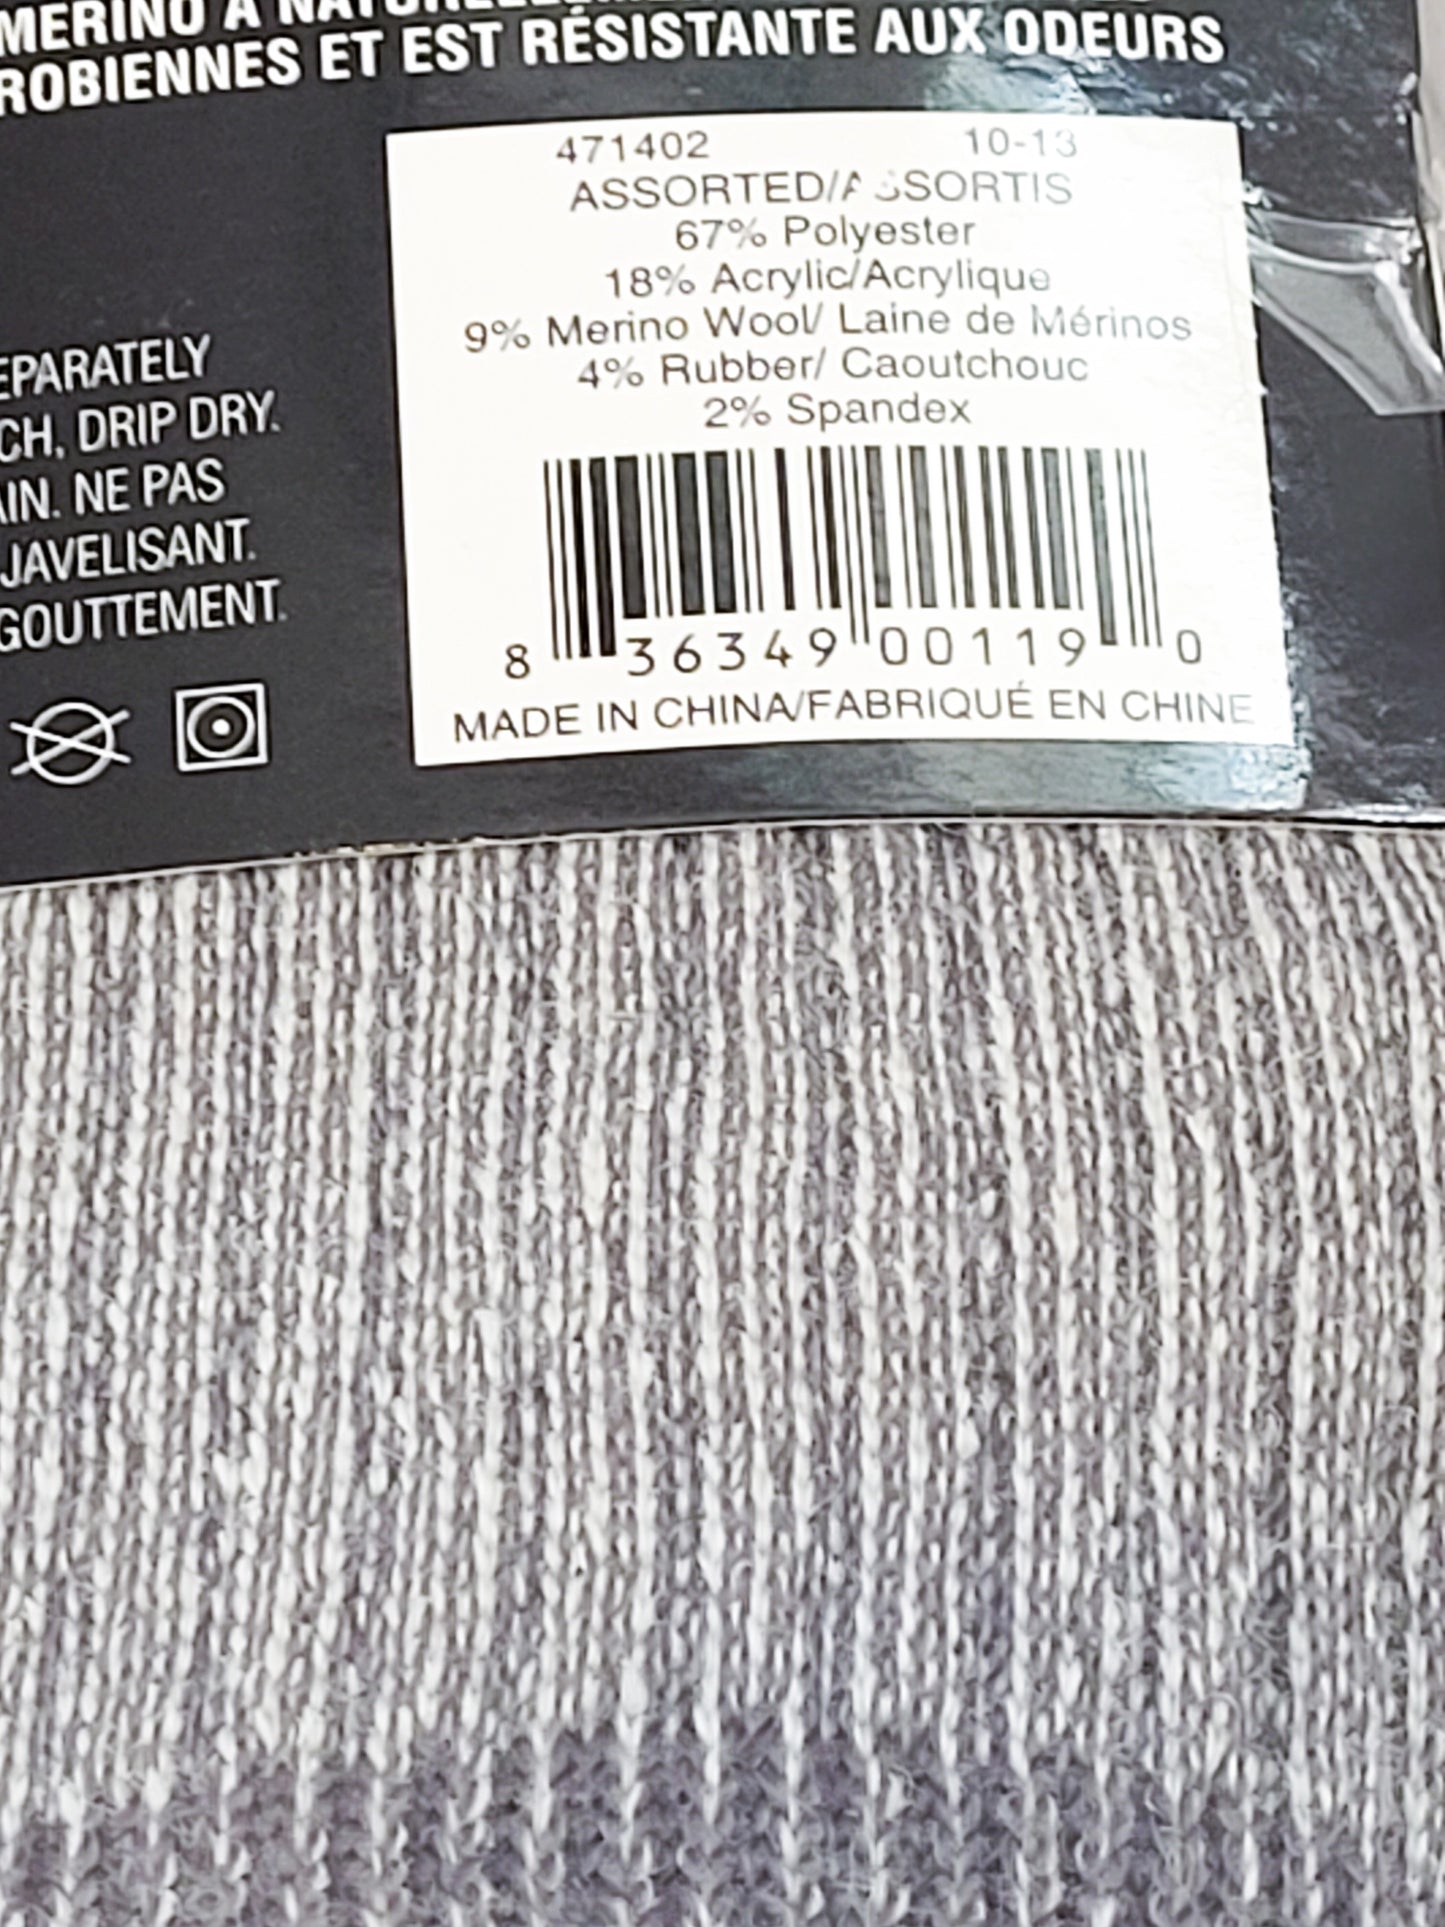 MERINO A
ROBIENNES ET EST RÉSISTANTE AUX ODEURS
471402 10-13
ASSORTED/ASSORTIS
67% Polyester
18% Acrylic/Acrylique
9% Merino Wool/ Laine de Mérinos
4% Rubber/ Caoutchouc
2% Spandex
8 36349 00119 0
MADE IN CHINA/FABRIQUÉ EN CHINE
EPARATELY
CH, DRIP DRY.
AIN. NE PAS
JAVELISANT.
GOUTTEMENT.